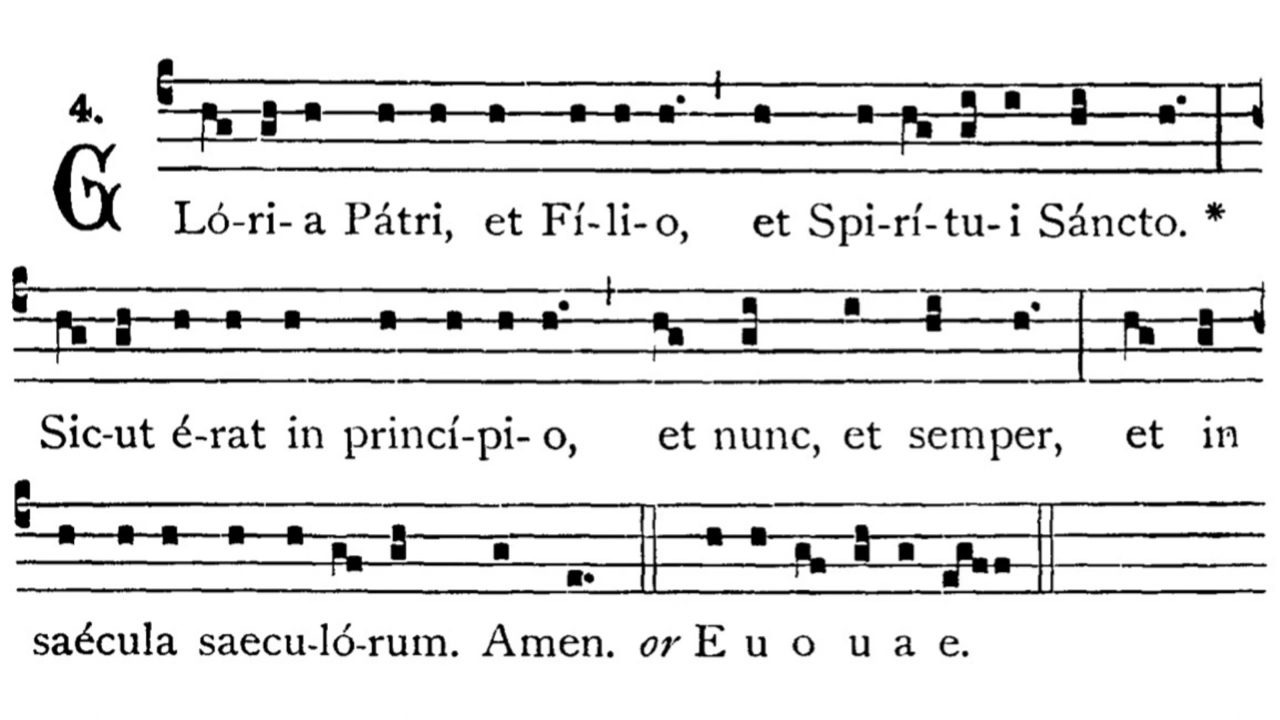 4.
GLó-ri-a Pátri, et Fí-li-o, et Spi-rí-tu-i Sáncto. *
Sic-ut é-rat in princí-pi-o, et nunc, et semper, et in
saécula saecu-ló-rum. Amen. or E u o u a e.